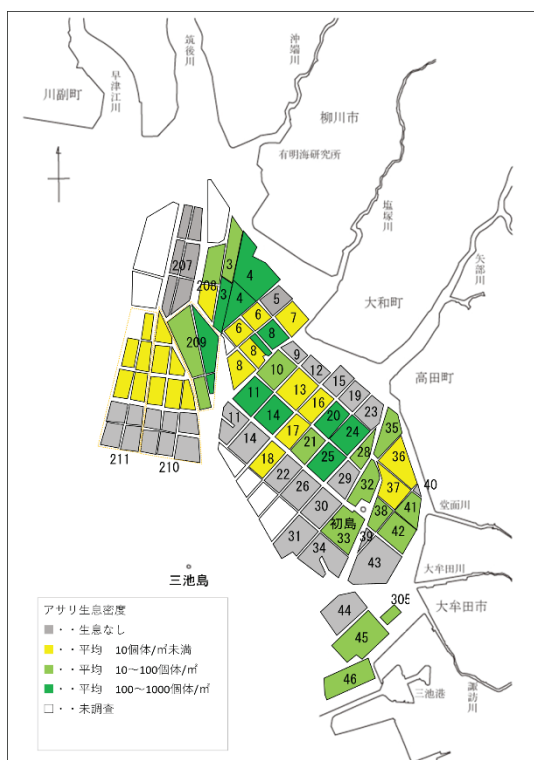 筑後川
沖端川
早津江川
川副町
柳川市
有明海研究所
塩塚川
矢部川
大和町
高田町
207
208
3
4
3
4
5
6
6
7
8
8
8
209
9
10
12
15
19
23
11
13
16
20
24
35
11
14
17
21
28
36
14
18
25
29
32
37
40
22
26
30
38
41
堂面川
初島
33
39
42
31
34
43
211
210
大牟田川
三池島
44
305
大牟田市
45
46
三池港
諏訪川
アサリ生息密度
・・生息なし
・・平均 10個体/㎡未満
・・平均 10~100個体/㎡
・・平均 100~1000個体/㎡
・・未調査